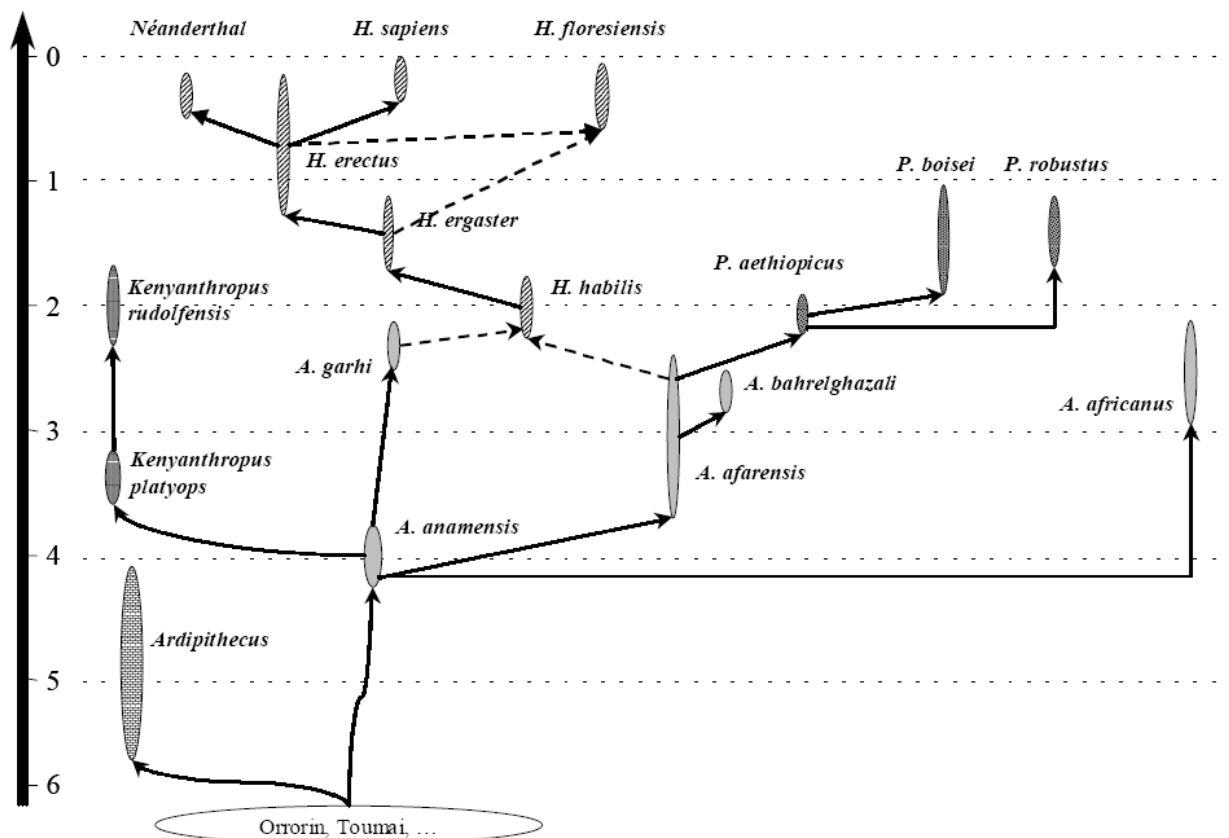 Néanderthal
H. sapiens
H. floresiensis
0
H. erectus
1
P. boisei
P. robustus
H. ergaster
P. aethiopicus
Kenyanthropus
rudolfensis
H. habilis
2
A. garhi
A. bahrelghazali
A. africanus
3
Kenyanthropus
platyops
A. afarensis
A. anamensis
4
Ardipithecus
5
6
Orrorin, Toumai, …